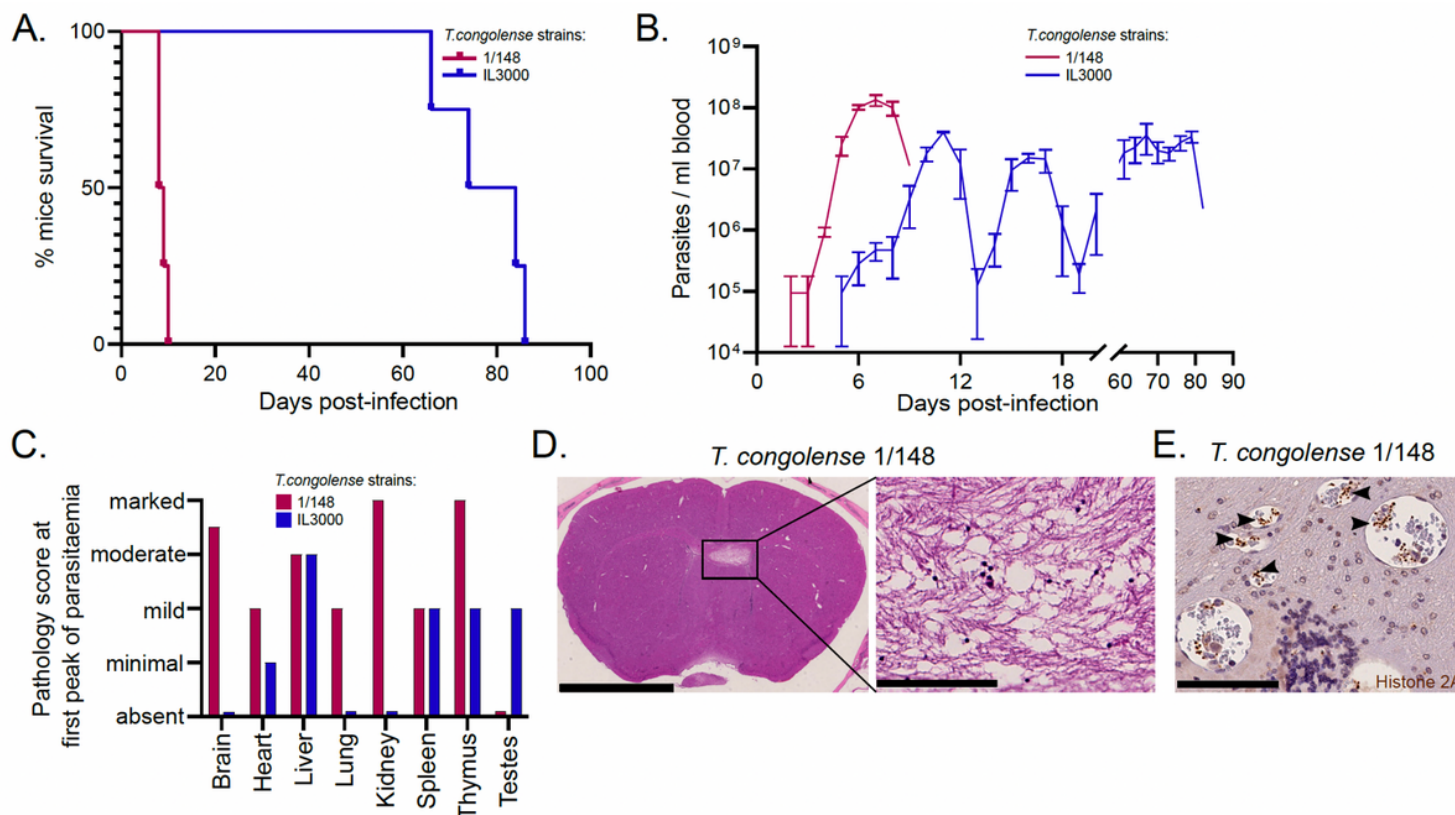 A.
T.congolense strains:
1/148
IL3000
100
50
0
% mice survival
0 20 40 60 80 100
Days post-infection
B.
T.congolense strains:
1/148
IL3000
10⁹
10⁸
10⁷
10⁶
10⁵
10⁴
Parasites / ml blood
0 6 12 18 60 70 80 90
Days post-infection
C.
T.congolense strains:
1/148
IL3000
marked
moderate
mild
minimal
absent
Pathology score at
first peak of parasitaemia
Brain
Heart
Liver
Lung
Kidney
Spleen
Thymus
Testes
D.
T. congolense 1/148
E.
T. congolense 1/148
Histone 2A